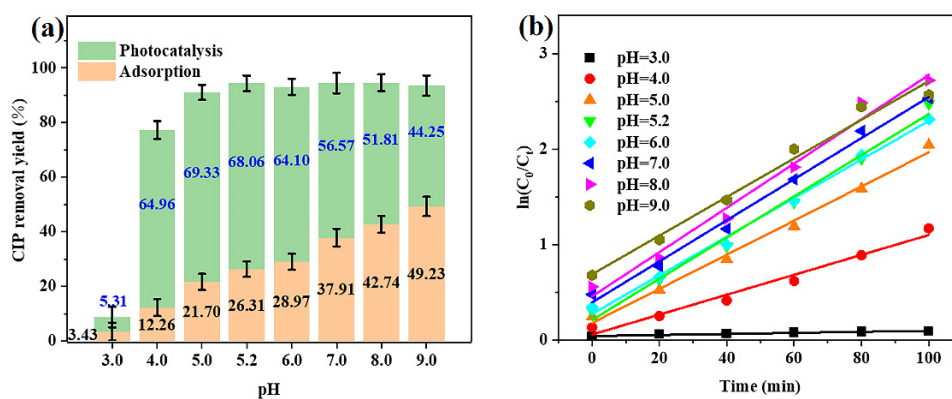 (a)
Photocatalysis
Adsorption
CIP removal yield (%)
100
80
60
40
20
0
5.31
64.96
69.33
68.06
64.10
56.57
51.81
44.25
3.43
12.26
21.70
26.31
28.97
37.91
42.74
49.23
3.0 4.0 5.0 5.2 6.0 7.0 8.0 9.0
pH
(b)
ln(C₀/Cₜ)
3
2
1
0
pH=3.0
pH=4.0
pH=5.0
pH=5.2
pH=6.0
pH=7.0
pH=8.0
pH=9.0
0 20 40 60 80 100
Time (min)